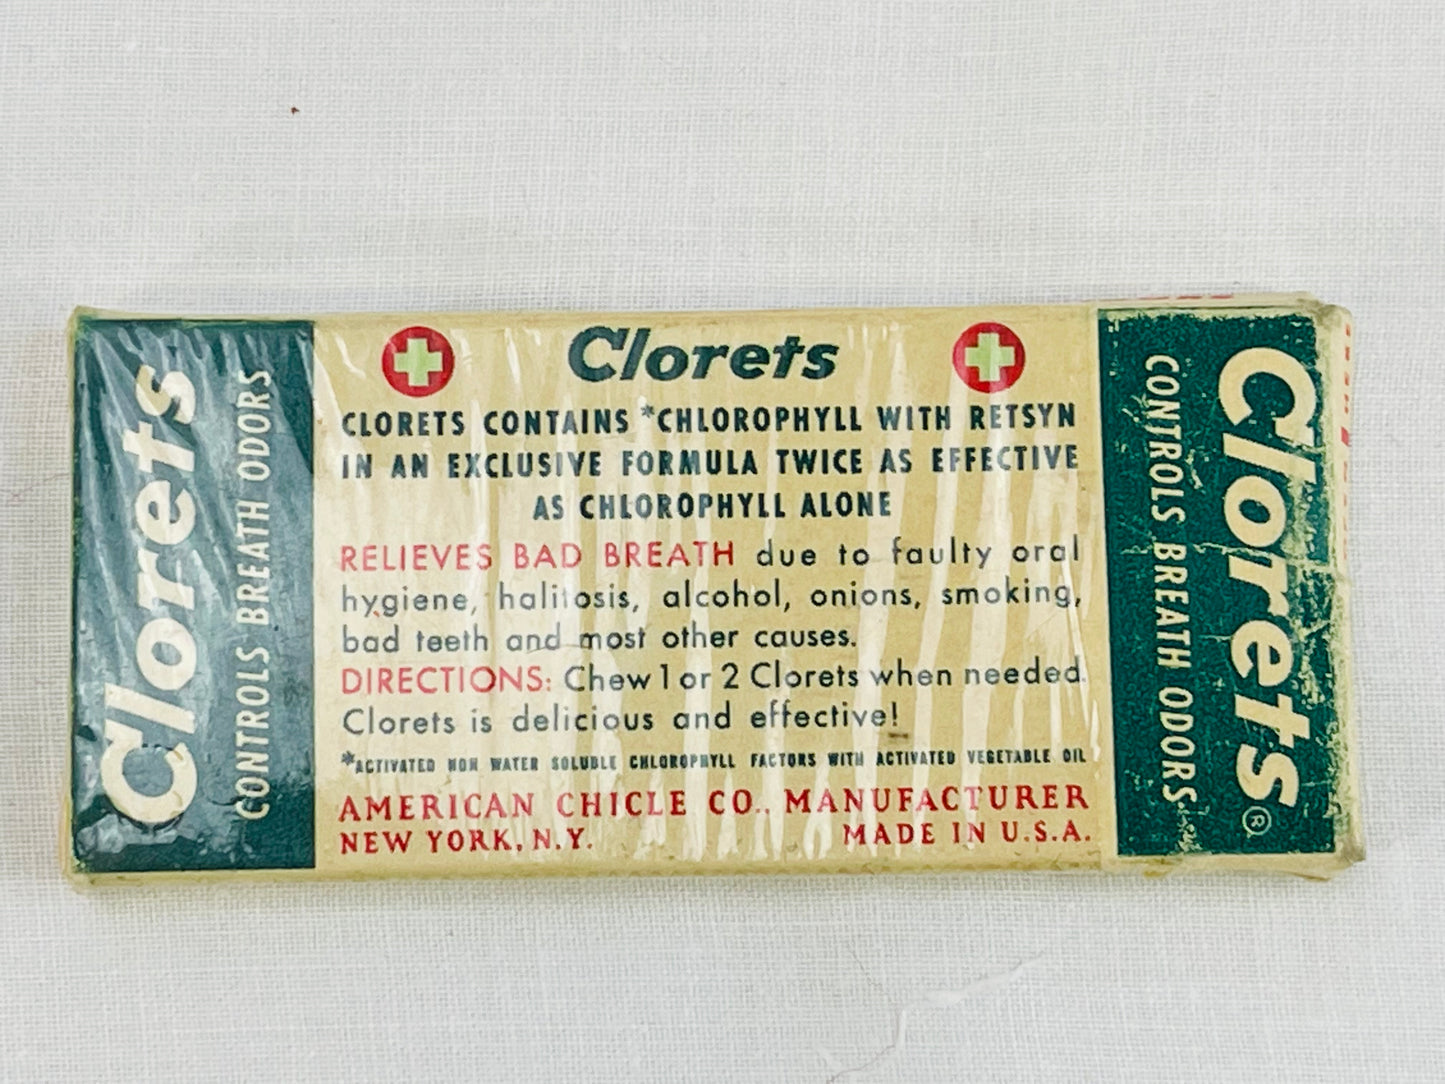 Clorets
CONTROLS BREATH ODORS
Clorets
CLORETS CONTAINS *CHLOROPHYLL WITH RETSYN
IN AN EXCLUSIVE FORMULA TWICE AS EFFECTIVE
AS CHLOROPHYLL ALONE
RELIEVES BAD BREATH due to faulty oral
hygiene, halitosis, alcohol, onions, smoking,
bad teeth and most other causes.
DIRECTIONS: Chew 1 or 2 Clorets when needed.
Clorets is delicious and effective!
*ACTIVATED NON WATER SOLUBLE CHLOROPHYLL FACTORS WITH ACTIVATED VEGETABLE OIL
AMERICAN CHICLE CO., MANUFACTURER
NEW YORK, N.Y. MADE IN U.S.A.
Clorets®
CONTROLS BREATH ODORS